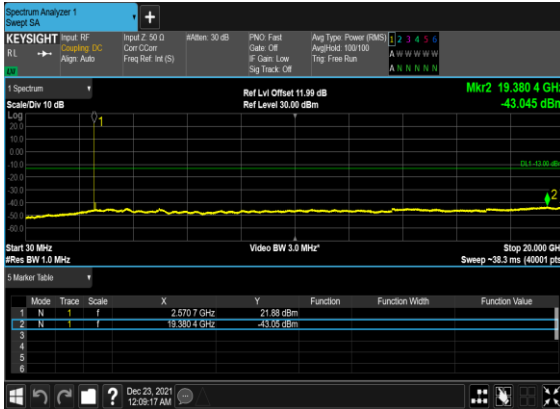 Spectrum Analyzer 1
Swept SA
+
KEYSIGHT Input: RF Input Z: 50 Ω #Atten: 30 dB PNO: Fast Avg Type: Power (RMS) 1 2 3 4 5 6
RL Coupling: DC Corr CCorr Gate: Off Avg|Hold: 100/100 A W W W W W
Align: Auto Freq Ref: Int (S) IF Gain: Low Trig: Free Run
Sig Track: Off A N N N N N
1 Spectrum Ref Lvl Offset 11.99 dB Mkr2 19.380 4 GHz
Scale/Div 10 dB Ref Level 30.00 dBm -43.045 dBm
Log
20.0
10.0
0.00
-10.0
-20.0
-30.0
-40.0
-50.0
-60.0
1
DL1 -13.00 dBm
2
Start 30 MHz Video BW 3.0 MHz* Stop 20.000 GHz
#Res BW 1.0 MHz Sweep ~38.3 ms (40001 pts)
5 Marker Table
Mode Trace Scale X Y Function Function Width Function Value
1 N 1 f 2.570 7 GHz 21.88 dBm
2 N 1 f 19.380 4 GHz -43.05 dBm
3
4
5
6
? Dec 23, 2021
12:09:17 AM